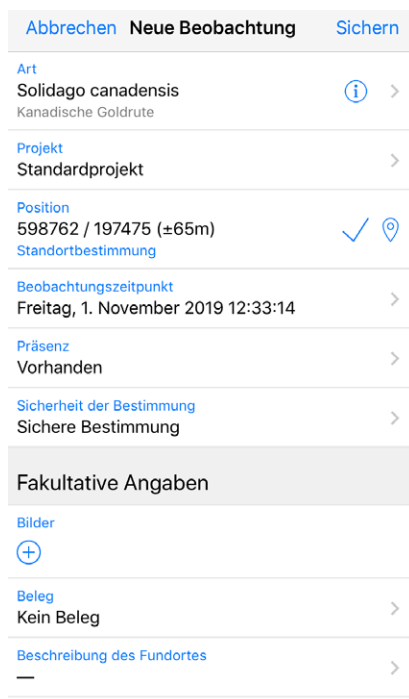 Abbrechen Neue Beobachtung Sichern
Art
Solidago canadensis
Kanadische Goldrute
Projekt
Standardprojekt
Position
598762 / 197475 (±65m)
Standortbestimmung
Beobachtungszeitpunkt
Freitag, 1. November 2019 12:33:14
Präsenz
Vorhanden
Sicherheit der Bestimmung
Sichere Bestimmung
Fakultative Angaben
Bilder
Beleg
Kein Beleg
Beschreibung des Fundortes
—